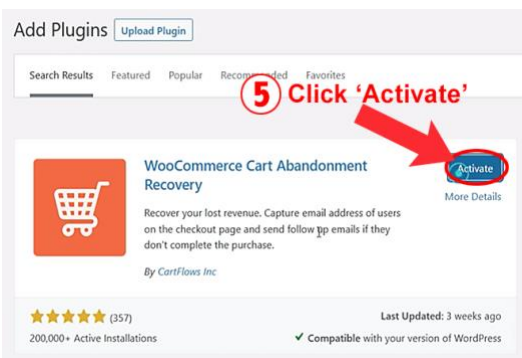 Add Plugins Upload Plugin
Search Results Featured Popular Recommended Favorites
5 Click ‘Activate’
WooCommerce Cart Abandonment
Recovery
Activate
More Details
Recover your lost revenue. Capture email address of users
on the checkout page and send follow up emails if they
don't complete the purchase.
By CartFlows Inc
(357)
Last Updated: 3 weeks ago
200,000+ Active Installations
✔ Compatible with your version of WordPress